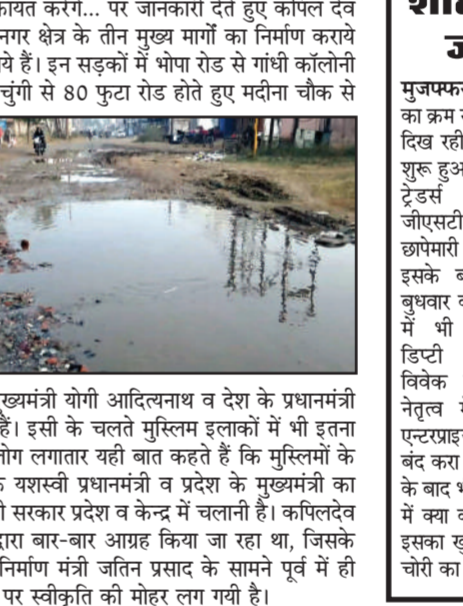 कायत करेंगे... पर जानकारी देते हुए कपिल देव
नगर क्षेत्र के तीन मुख्य मार्गों का निर्माण कराये
ये हैं। इन सड़कों में भोपा रोड से गांधी कॉलोनी
चुंगी से 80 फुटा रोड होते हुए मदीना चौक से
ख्यमंत्री योगी आदित्यनाथ व देश के प्रधानमंत्री
हैं। इसी के चलते मुस्लिम इलाकों में भी इतना
लोग लगातार यही बात कहते हैं कि मुस्लिमों के
यशस्वी प्रधानमंत्री व प्रदेश के मुख्यमंत्री का
सरकार प्रदेश व केन्द्र में चलानी है। कपिलदेव
द्वारा बार-बार आग्रह किया जा रहा था, जिसके
निर्माण मंत्री जतिन प्रसाद के सामने पूर्व में ही
पर स्वीकृति की मोहर लग गयी है।
मुजफ्फर
का क्रम
दिख रही
शुरू हुअ
ट्रेडर्स
जीएसटी
छापेमारी
इसके ब
बुधवार
में भी
डिप्टी
विवेक
नेतृत्व
एन्टरप्राइ
बंद करा
के बाद भ
में क्या
इसका खु
चोरी का